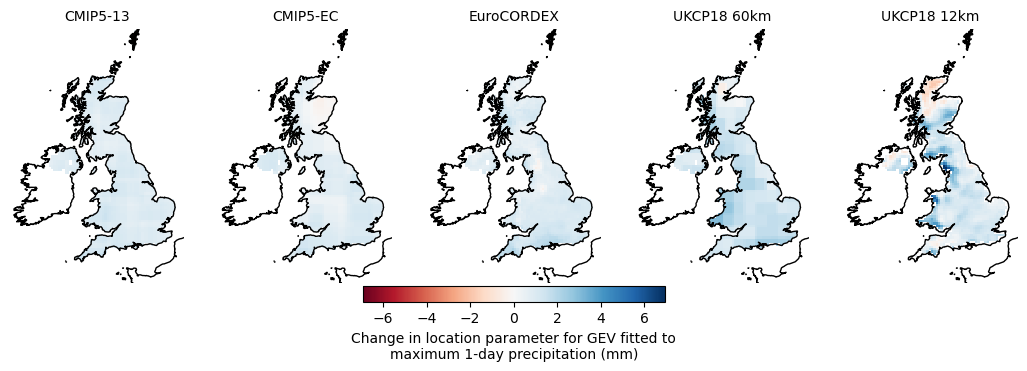 CMIP5-13 CMIP5-EC EuroCORDEX UKCP18 60km UKCP18 12km
−6 −4 −2 0 2 4 6
Change in location parameter for GEV fitted to
maximum 1-day precipitation (mm)